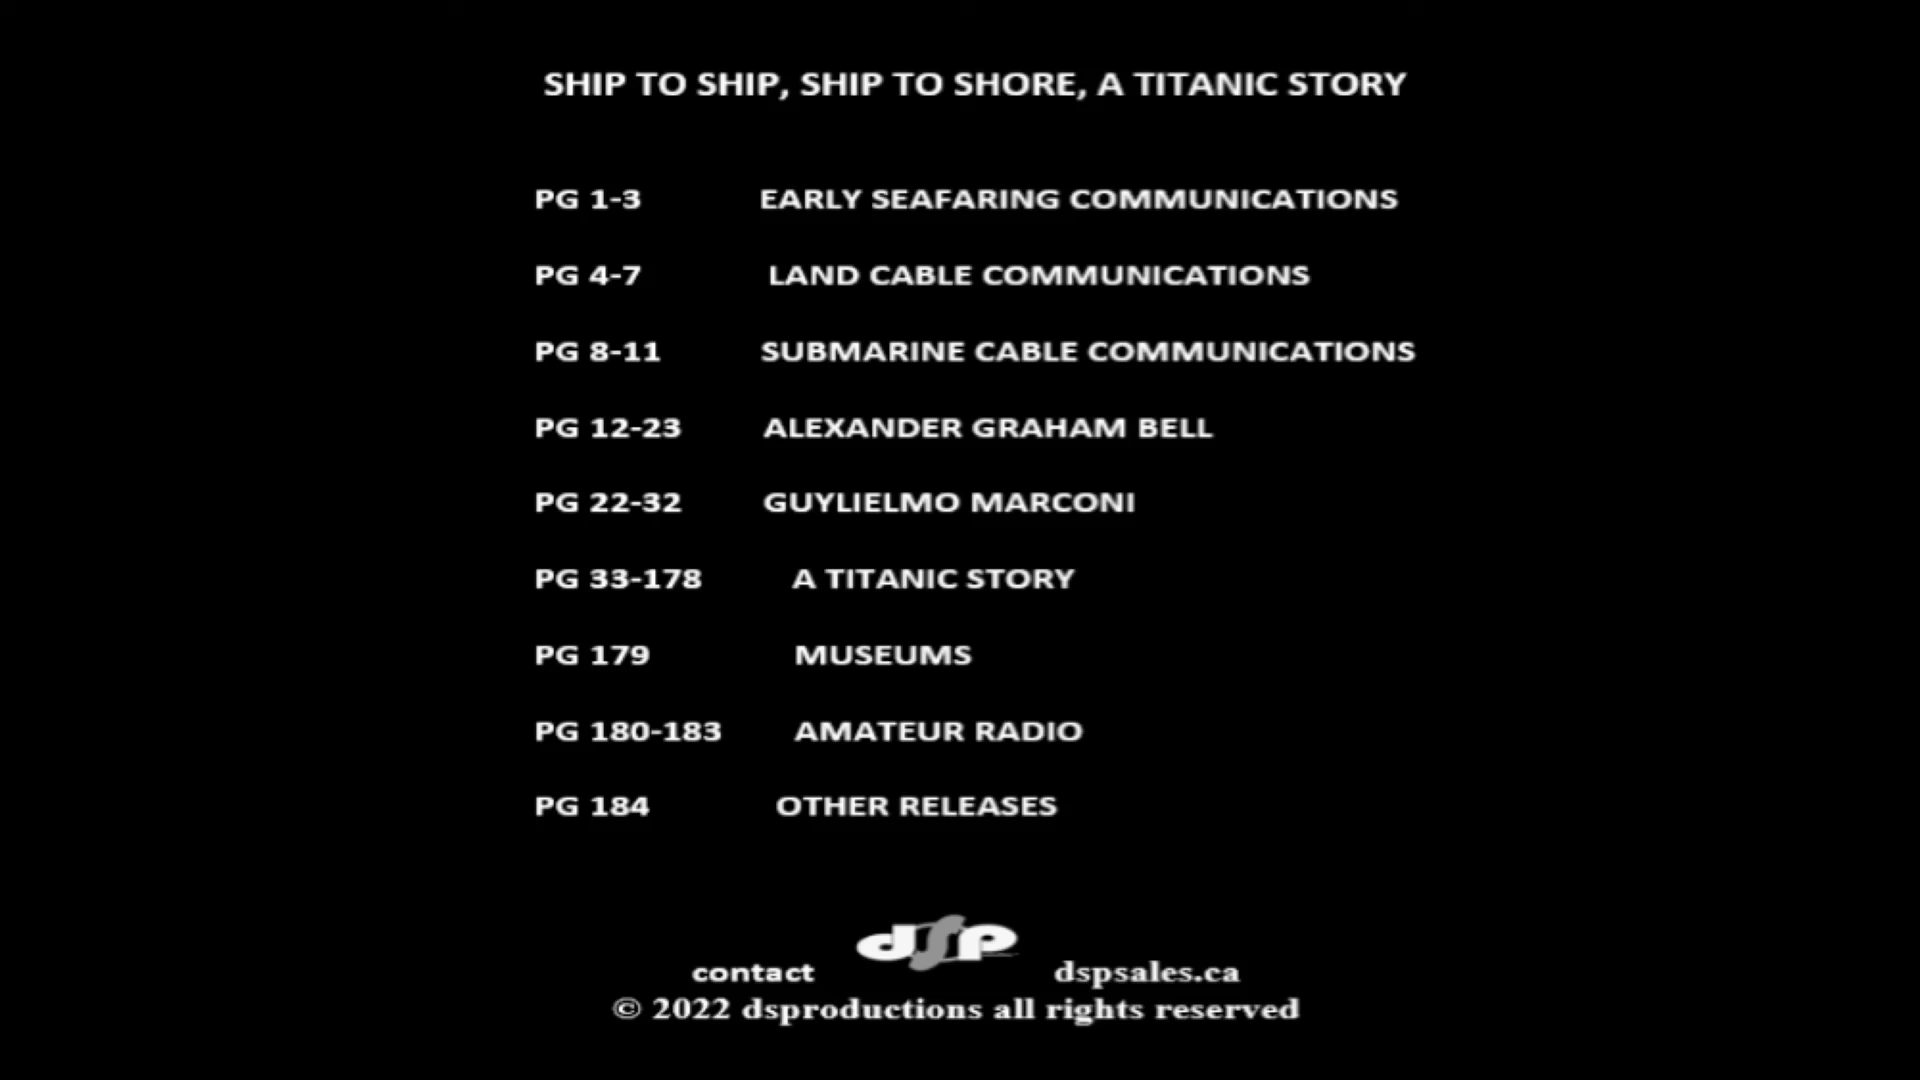 SHIP TO SHIP, SHIP TO SHORE, A TITANIC STORY
PG 1-3 EARLY SEAFARING COMMUNICATIONS
PG 4-7 LAND CABLE COMMUNICATIONS
PG 8-11 SUBMARINE CABLE COMMUNICATIONS
PG 12-23 ALEXANDER GRAHAM BELL
PG 22-32 GUYLIELMO MARCONI
PG 33-178 A TITANIC STORY
PG 179 MUSEUMS
PG 180-183 AMATEUR RADIO
PG 184 OTHER RELEASES
contact dsp dspsales.ca
© 2022 dsproductions all rights reserved